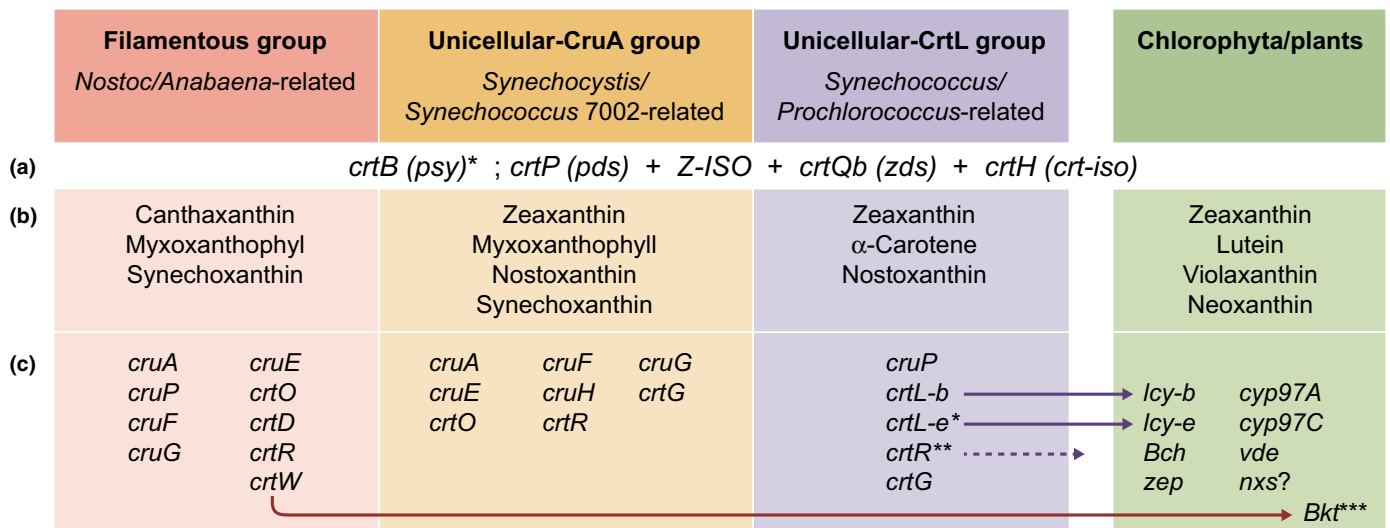 Filamentous group
Nostoc/Anabaena-related
Unicellular-CruA group
Synechocystis/
Synechococcus 7002-related
Unicellular-CrtL group
Synechococcus/
Prochlorococcus-related
Chlorophyta/plants
(a)
crtB (psy)* ; crtP (pds) + Z-ISO + crtQb (zds) + crtH (crt-iso)
(b)
Canthaxanthin
Myxoxanthophyl
Synechoxanthin
Zeaxanthin
Myxoxanthophyll
Nostoxanthin
Synechoxanthin
Zeaxanthin
α-Carotene
Nostoxanthin
Zeaxanthin
Lutein
Violaxanthin
Neoxanthin
(c)
cruA cruE
cruP crtO
cruF crtD
cruG crtR
crtW
cruA cruF cruG
cruE cruH crtG
crtO crtR
cruP
crtL-b
crtL-e*
crtR**
crtG
lcy-b cyp97A
lcy-e cyp97C
Bch vde
zep nxs?
Bkt***